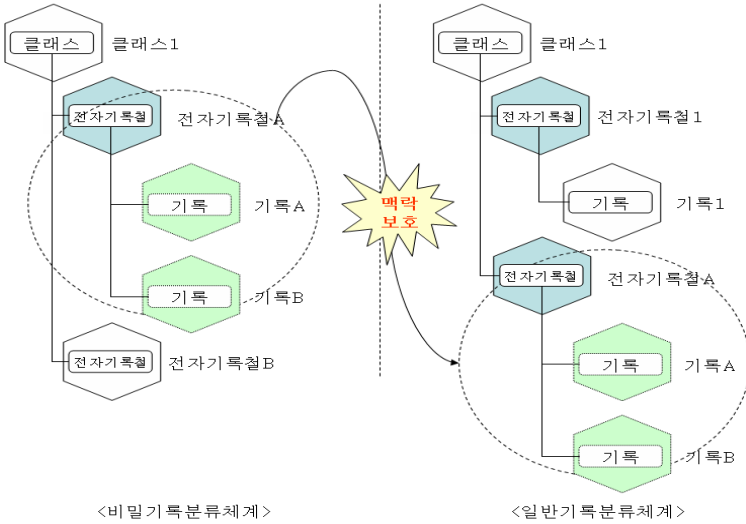 클래스 클래스1
전자기록철 전자기록철A
기록 기록A
기록 기록B
전자기록철 전자기록철B
<비밀기록분류체계>
맥락
보호
클래스 클래스1
전자기록철 전자기록철1
기록 기록1
전자기록철 전자기록철A
기록 기록A
기록 기록B
<일반기록분류체계>